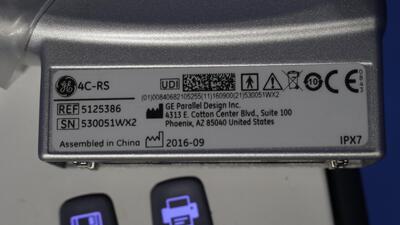 4C-RS
UDI
(01)00840682105255(11)160900(21)530051WX2
REF 5125386
SN 530051WX2
GE Parallel Design Inc.
4313 E. Cotton Center Blvd., Suite 100
Phoenix, AZ 85040 United States
Assembled in China 2016-09 IPX7